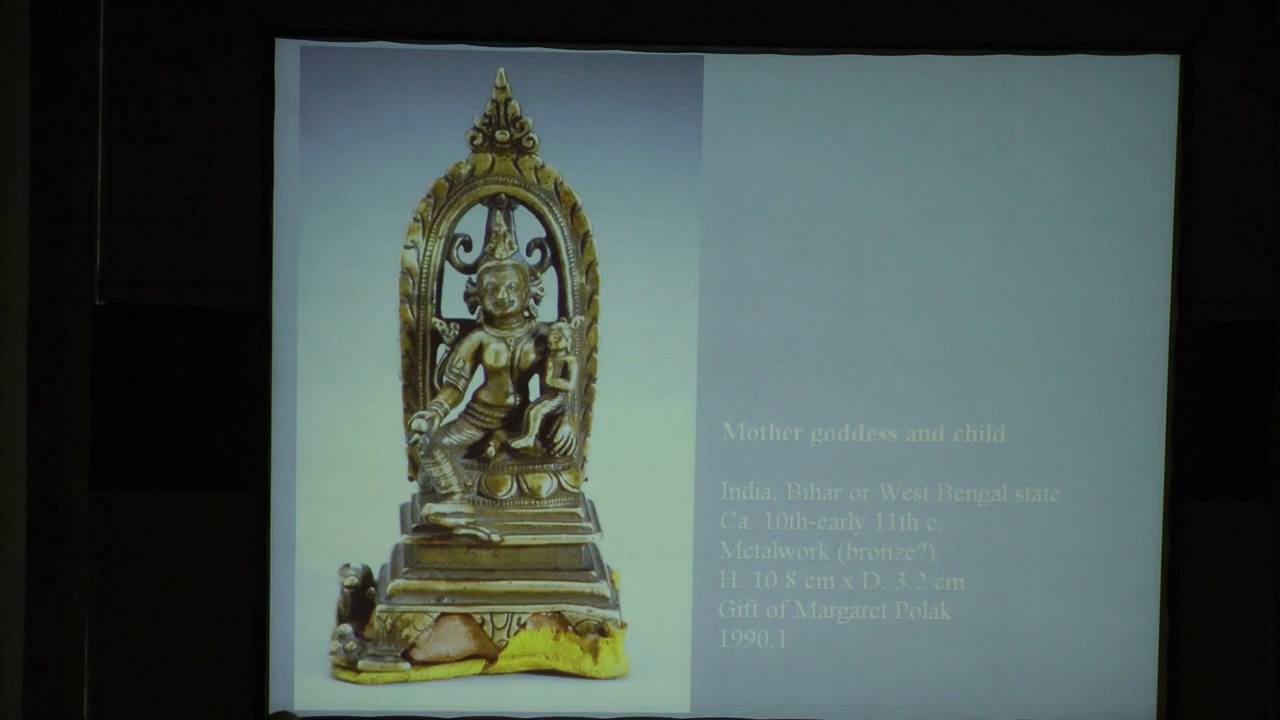 Mother goddess and child
India, Bihar or West Bengal state
Ca. 10th-early 11th c.
Metalwork (bronze?)
H. 10.8 cm x D. 3.2 cm
Gift of Margaret Polak
1990.1